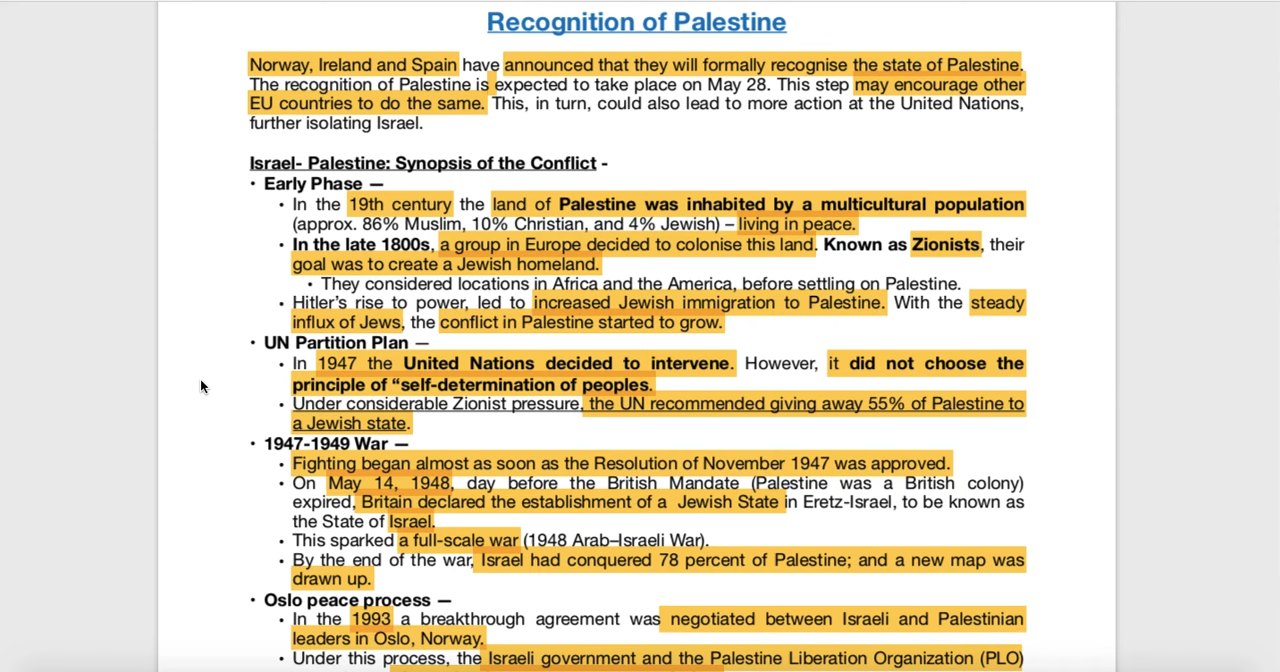 Recognition of Palestine
Norway, Ireland and Spain have announced that they will formally recognise the state of Palestine.
The recognition of Palestine is expected to take place on May 28. This step may encourage other
EU countries to do the same. This, in turn, could also lead to more action at the United Nations,
further isolating Israel.
Israel- Palestine: Synopsis of the Conflict -
• Early Phase —
• In the 19th century the land of Palestine was inhabited by a multicultural population
(approx. 86% Muslim, 10% Christian, and 4% Jewish) – living in peace.
• In the late 1800s, a group in Europe decided to colonise this land. Known as Zionists, their
goal was to create a Jewish homeland.
• They considered locations in Africa and the America, before settling on Palestine.
• Hitler's rise to power, led to increased Jewish immigration to Palestine. With the steady
influx of Jews, the conflict in Palestine started to grow.
• UN Partition Plan —
• In 1947 the United Nations decided to intervene. However, it did not choose the
principle of “self-determination of peoples.
• Under considerable Zionist pressure, the UN recommended giving away 55% of Palestine to
a Jewish state.
• 1947-1949 War —
• Fighting began almost as soon as the Resolution of November 1947 was approved.
• On May 14, 1948, day before the British Mandate (Palestine was a British colony)
expired, Britain declared the establishment of a Jewish State in Eretz-Israel, to be known as
the State of Israel.
• This sparked a full-scale war (1948 Arab–Israeli War).
• By the end of the war, Israel had conquered 78 percent of Palestine; and a new map was
drawn up.
• Oslo peace process —
• In the 1993 a breakthrough agreement was negotiated between Israeli and Palestinian
leaders in Oslo, Norway.
• Under this process, the Israeli government and the Palestine Liberation Organization (PLO)